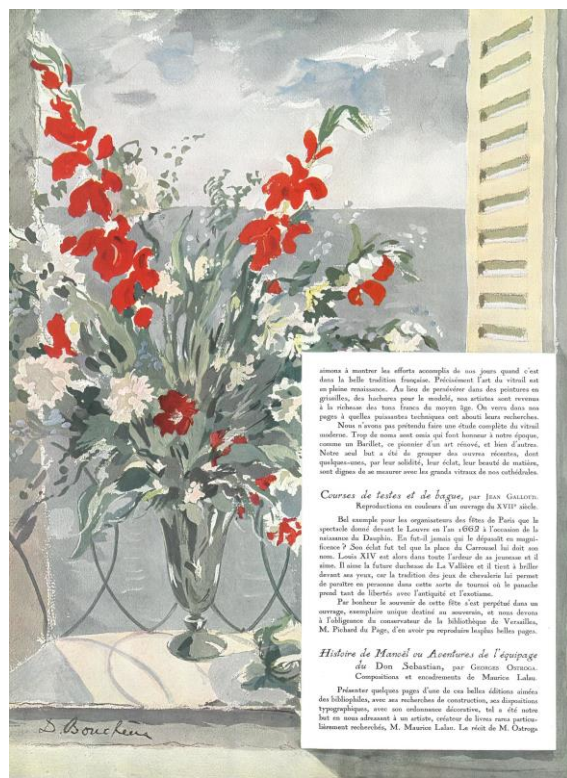 aimons à montrer les efforts accomplis de nos jours quand c'est
dans la belle tradition française. Précisément l'art du vitrail est
en pleine renaissance. Au lieu de persévérer dans des peintures en
grisailles, des hachures pour le modelé, nos artistes sont revenus
à la richesse des tons francs du moyen âge. On verra dans nos
pages à quelles puissantes techniques ont abouti leurs recherches.
Nous n'avons pas prétendu faire une étude complète du vitrail
moderne. Trop de noms sont omis qui font honneur à notre époque,
comme un Barillet, ce pionnier d'un art rénové, et bien d'autres.
Notre seul but a été de grouper des œuvres récentes, dont
quelques-unes, par leur solidité, leur éclat, leur beauté de matière,
sont dignes de se mesurer avec les grands vitraux de nos cathédrales.
Courses de testes et de bague, par JEAN GALLOTTI.
Reproductions en couleurs d'un ouvrage du XVIIe siècle.
Bel exemple pour les organisateurs des fêtes de Paris que le
spectacle donné devant le Louvre en l'an 1662 à l'occasion de la
naissance du Dauphin. En fut-il jamais qui le dépassât en magni-
ficence ? Son éclat fut tel que la place du Carrousel lui doit son
nom. Louis XIV est alors dans toute l'ardeur de sa jeunesse et il
aime. Il aime la future duchesse de La Vallière et il tient à briller
devant ses yeux, car la tradition des jeux de chevalerie lui permet
de paraître en personne dans cette sorte de tournoi où le panache
prend tant de libertés avec l'antiquité et l'exotisme.
Par bonheur le souvenir de cette fête s'est perpétué dans un
ouvrage, exemplaire unique destiné au souverain, et nous devons
à l'obligeance du conservateur de la bibliothèque de Versailles,
M. Pichard du Page, d'en avoir pu reproduire les plus belles pages.
Histoire de Manoël ou Aventures de l'équipage
du Don Sebastian, par GEORGES OSTROGA.
Compositions et encadrements de Maurice Lalau.
Présenter quelques pages d'une de ces belles éditions aimées
des bibliophiles, avec ses recherches de construction, ses dispositions
typographiques, avec son ordonnance décorative, tel a été notre
but en nous adressant à un artiste, créateur de livres rares particu-
lièrement recherchés, M. Maurice Lalau. Le récit de M. Ostroga
D. Boucheix